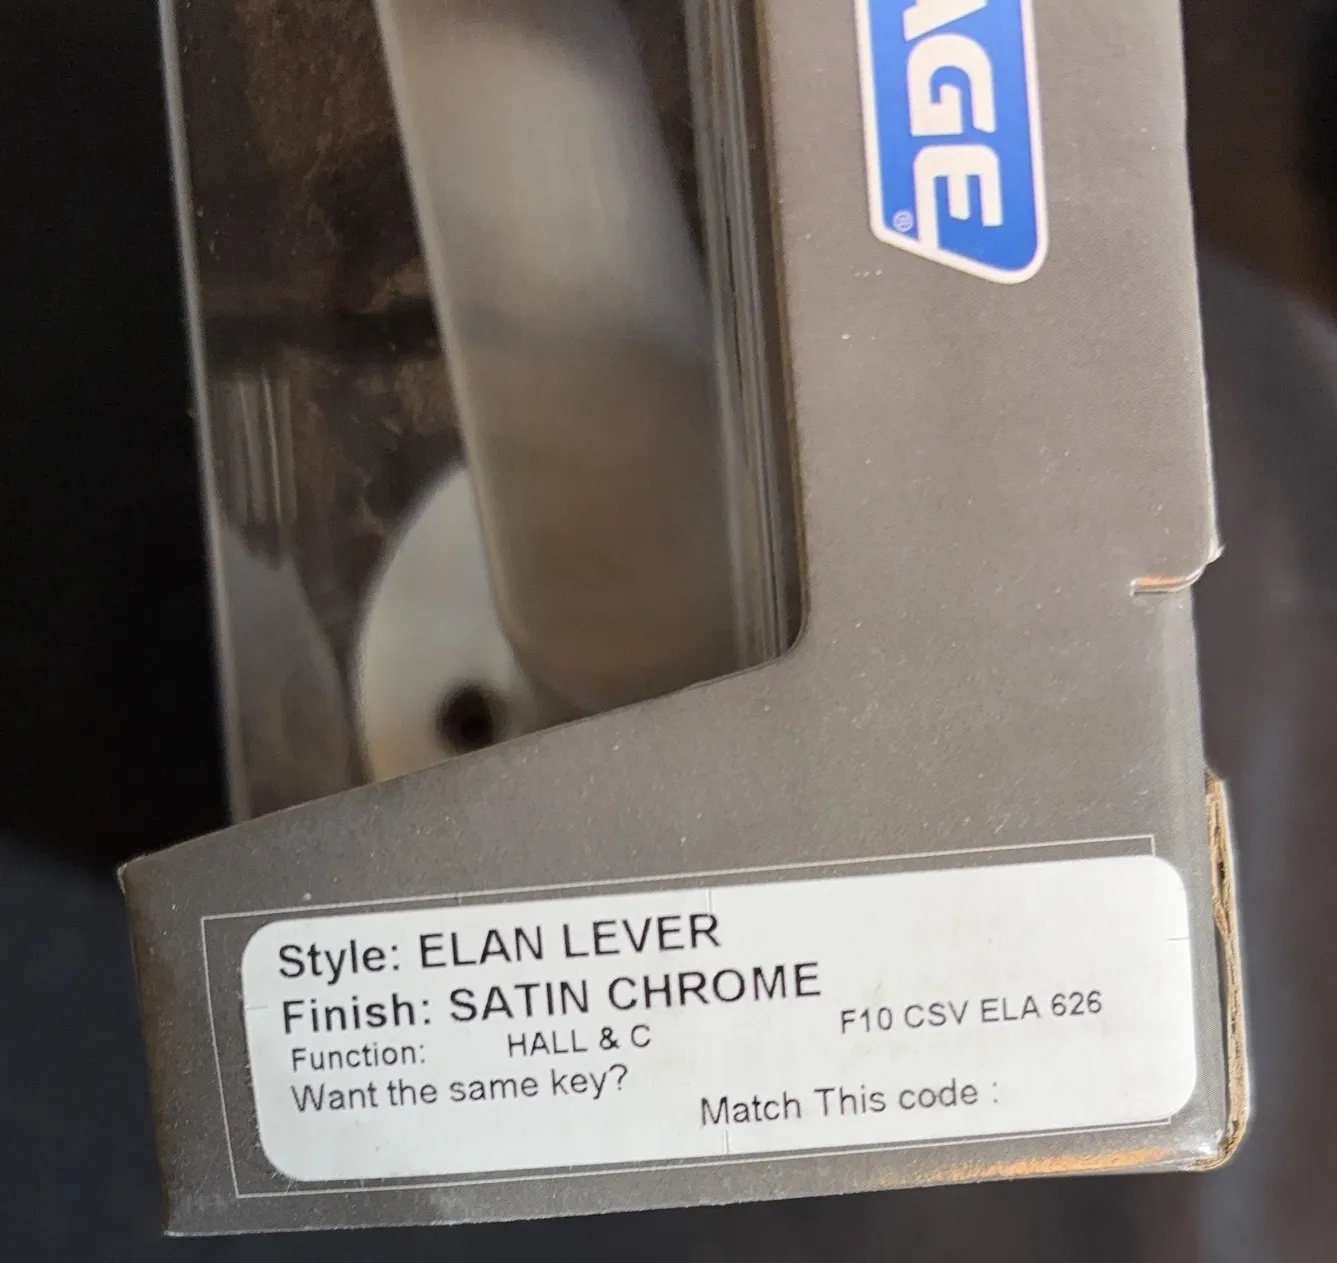 AGE®
Style: ELAN LEVER
Finish: SATIN CHROME
Function: HALL & C F10 CSV ELA 626
Want the same key?
Match This code :